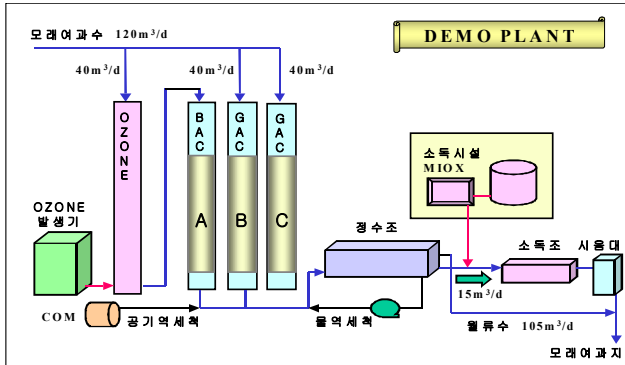 DEMO PLANT
모래여과수 120m³/d
40m³/d
40m³/d
40m³/d
OZONE
BAC
GAC
GAC
A
B
C
OZONE
발생기
COM
공기역세척
물역세척
정수조
소독시설
MIOX
소독조
시음대
15m³/d
월류수 105m³/d
모래여과지